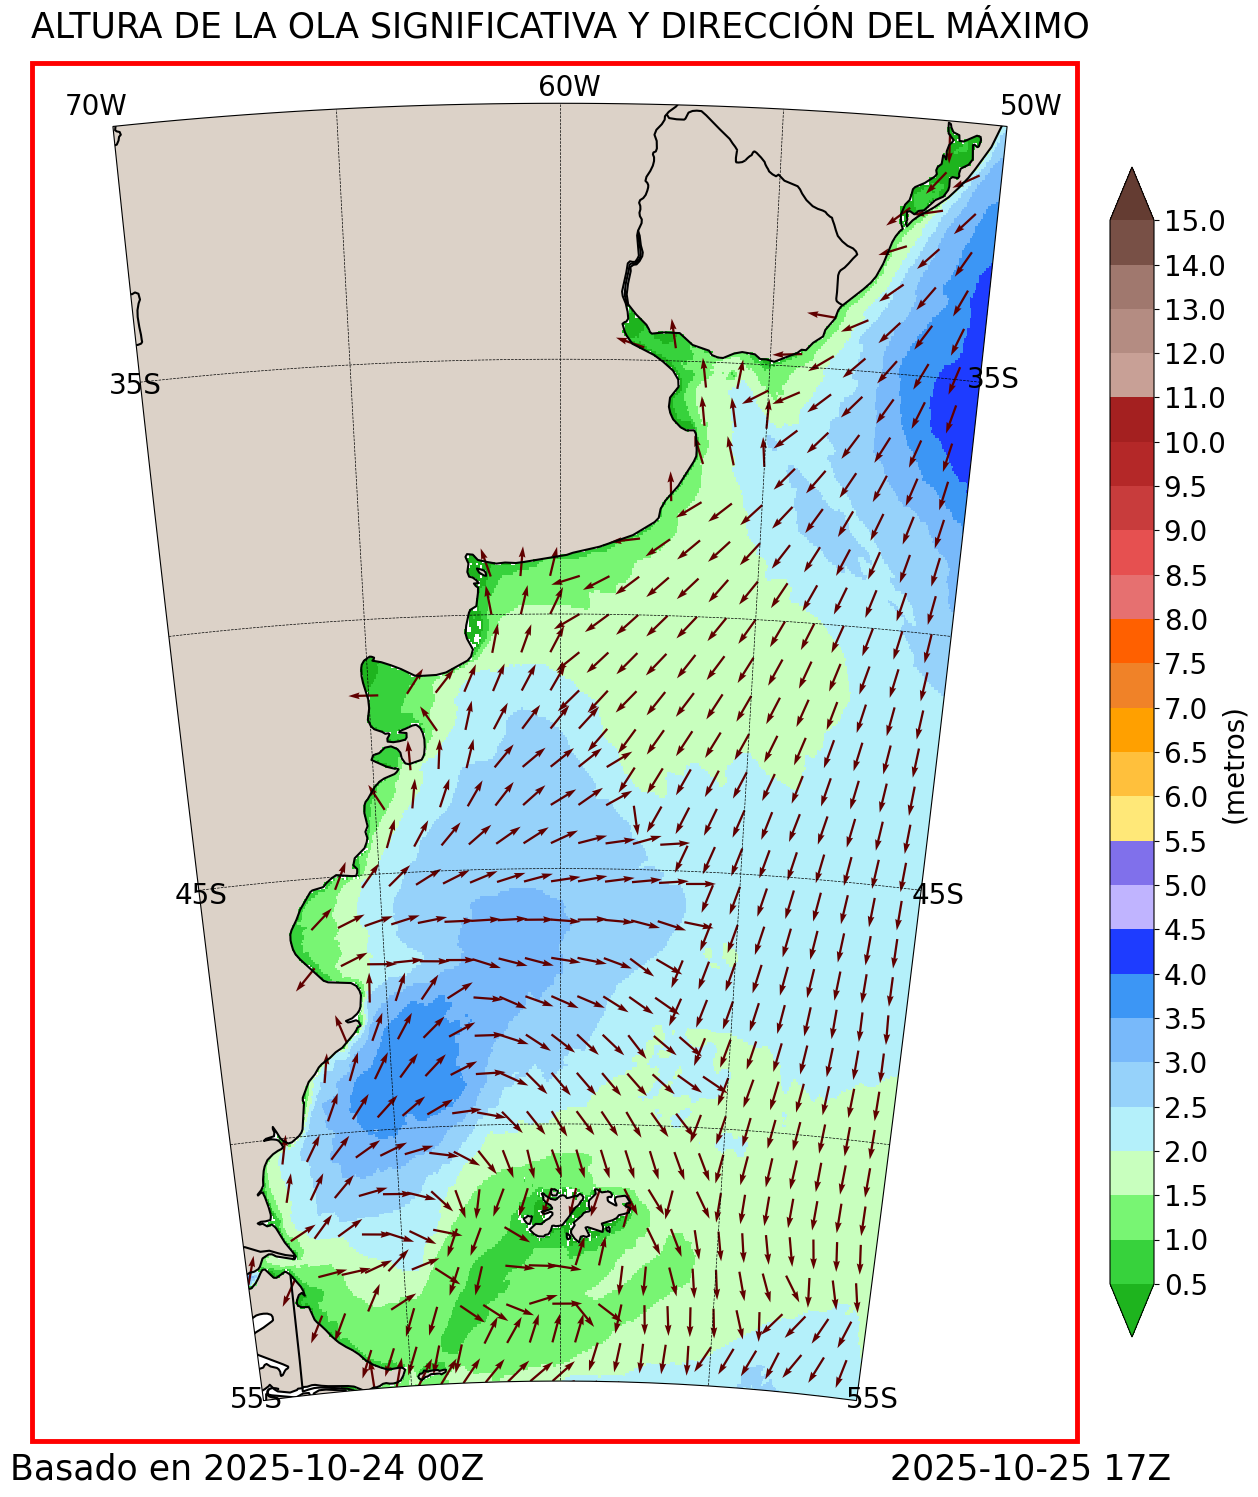 ALTURA DE LA OLA SIGNIFICATIVA Y DIRECCIÓN DEL MÁXIMO
70W
60W
50W
35S
35S
45S
45S
55S
55S
15.0
14.0
13.0
12.0
11.0
10.0
9.5
9.0
8.5
8.0
7.5
7.0
6.5
6.0
5.5
5.0
4.5
4.0
3.5
3.0
2.5
2.0
1.5
1.0
0.5
(metros)
Basado en 2025-10-24 00Z
2025-10-25 17Z